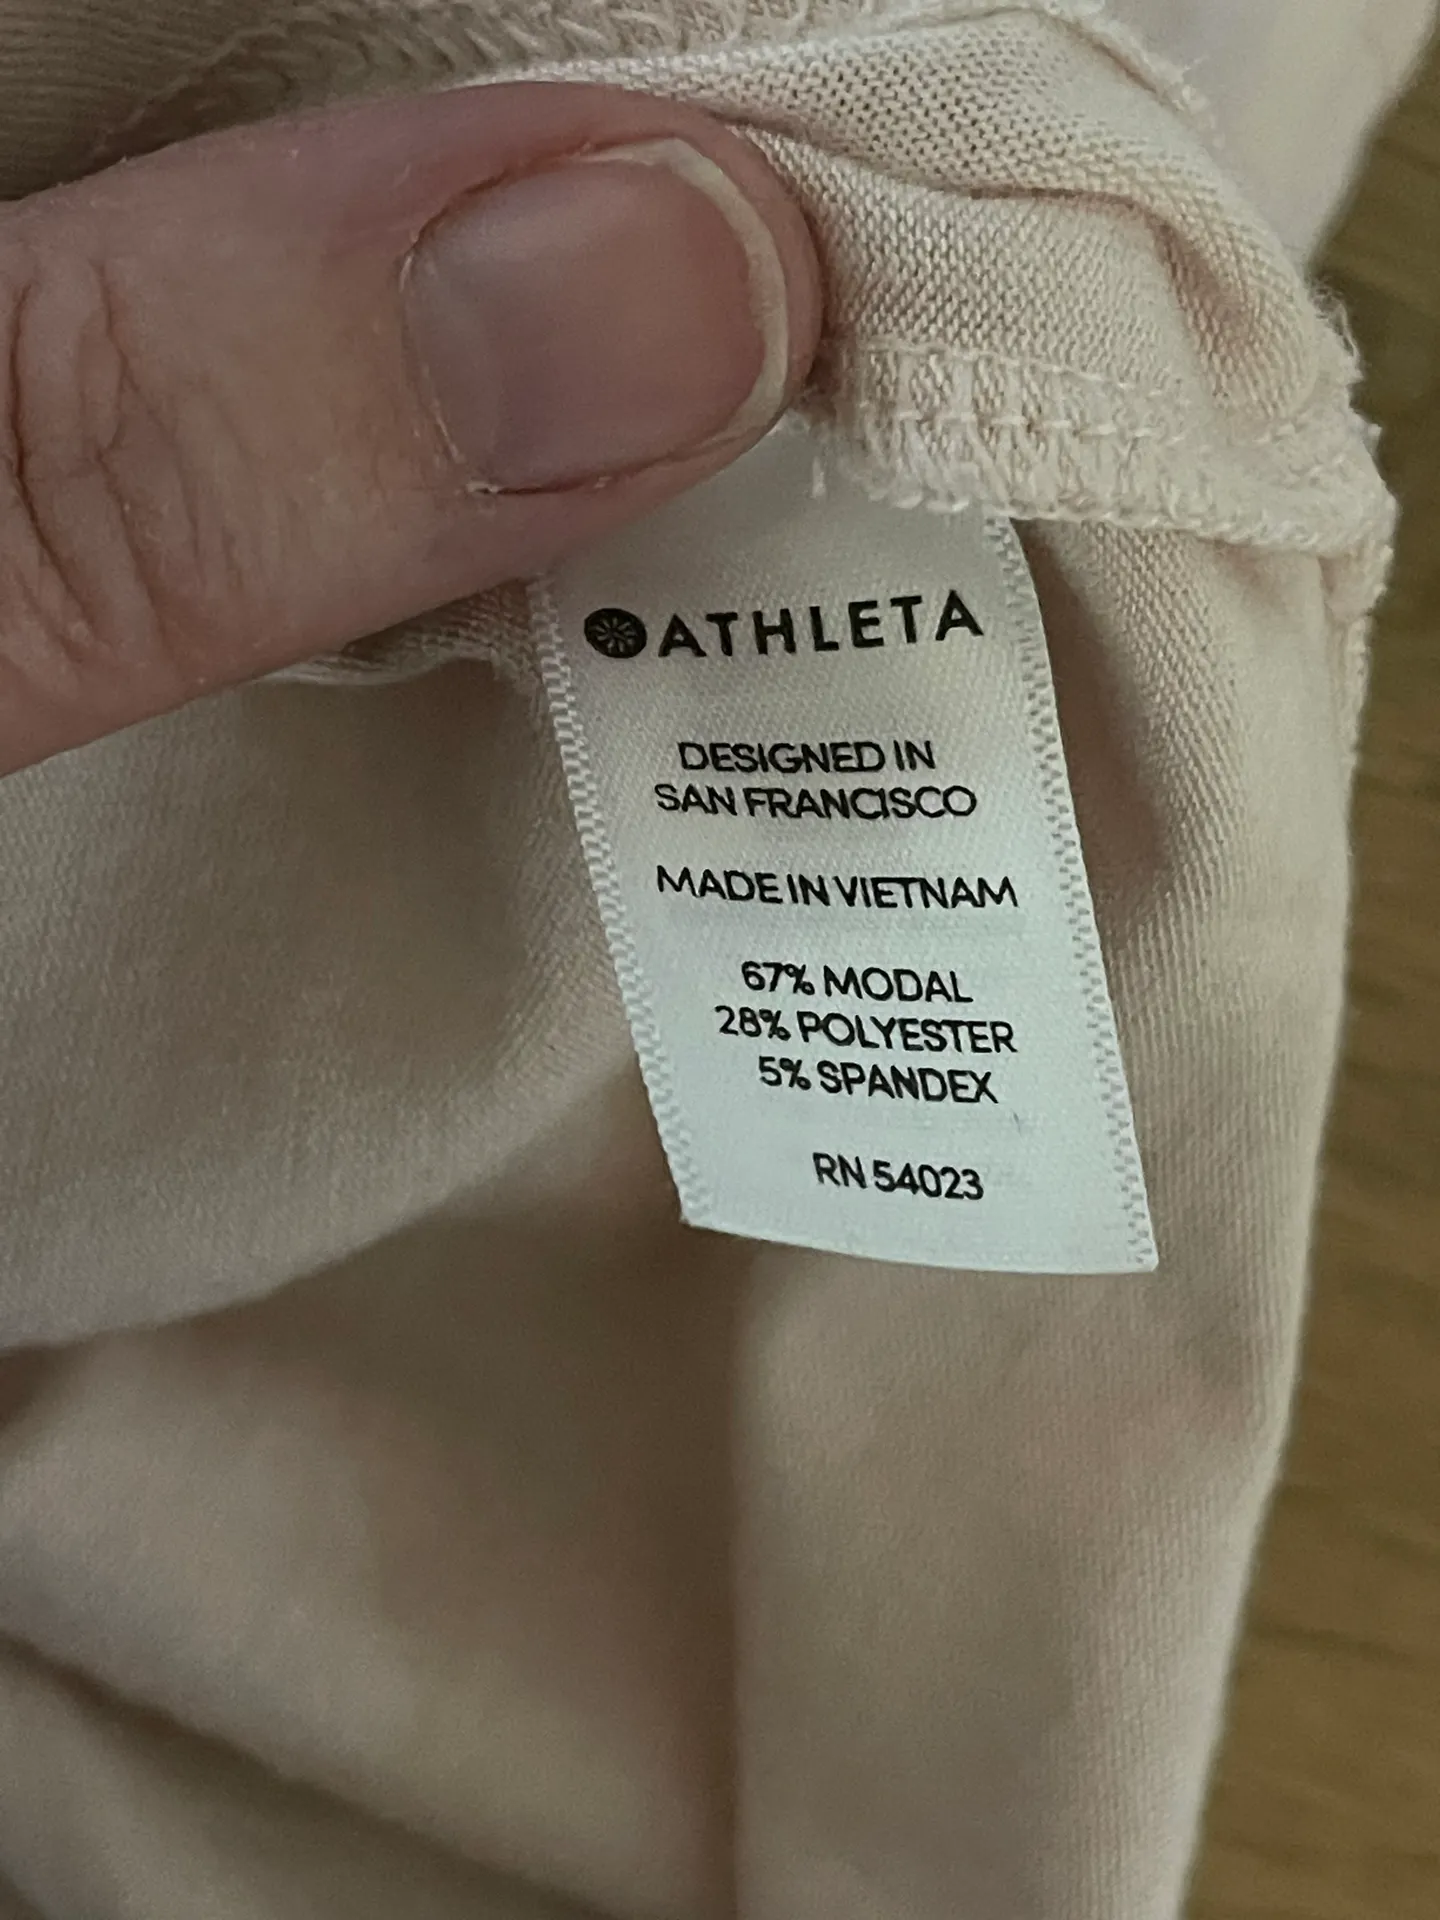 ATHLETA
DESIGNED IN
SAN FRANCISCO
MADE IN VIETNAM
67% MODAL
28% POLYESTER
5% SPANDEX
RN 54023